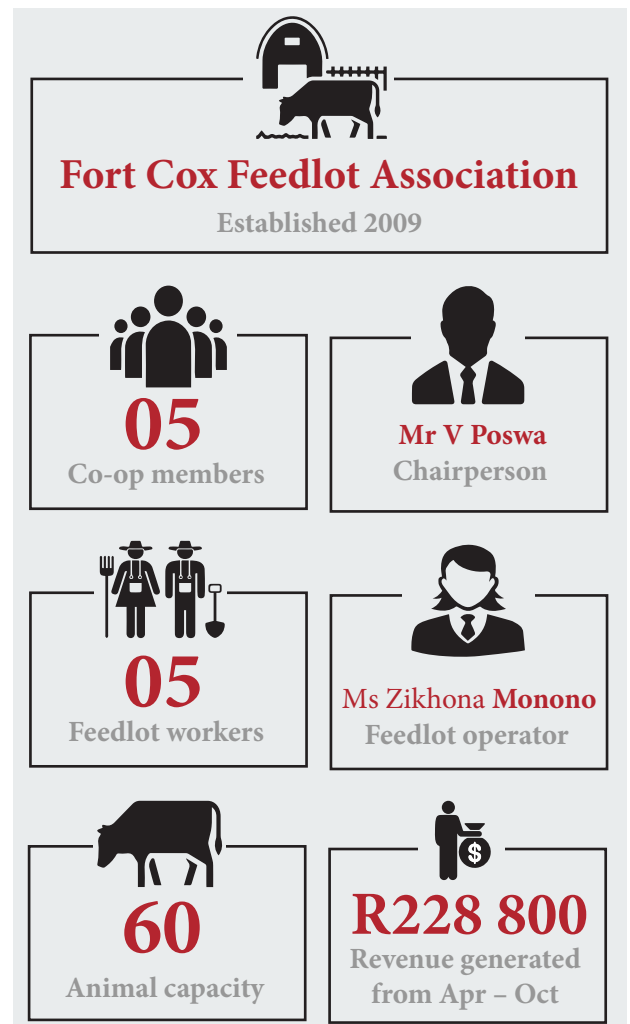 Fort Cox Feedlot Association
Established 2009
05
Co-op members
Mr V Poswa
Chairperson
05
Feedlot workers
Ms Zikhona Monono
Feedlot operator
60
Animal capacity
$
R228 800
Revenue generated
from Apr – Oct